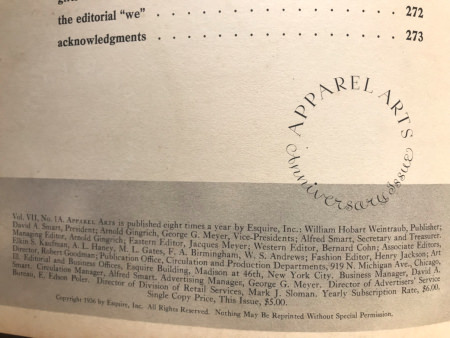 the editorial "we" . . . . . . . . . . . . . . 272
acknowledgments . . . . . . . . . . . . . . 273
APPAREL ARTS
Anniversary Issue
Vol. VII, No. 1A. APPAREL ARTS is published eight times a year by Esquire, Inc.; William Hobart Weintraub, Publisher;
David A. Smart, President; Arnold Gingrich, George G. Meyer, Vice-Presidents; Alfred Smart, Secretary and Treasurer.
Managing Editor, Arnold Gingrich; Eastern Editor, Jacques Meyer; Western Editor, Bernard Cohn; Associate Editors,
Elkin S. Kaufman, A. L. Haney, M. L. Gates, F. A. Birmingham, W. S. Andrews; Fashion Editor, Henry Jackson; Art
Director, Robert Goodman; Publication Office, Circulation and Production Departments, 919 N. Michigan Ave., Chicago,
Ill. Editorial and Business Offices, Esquire Building, Madison at 46th, New York City. Business Manager, David A.
Smart. Circulation Manager, Alfred Smart. Advertising Manager, George G. Meyer. Director of Advertisers' Service
Bureau, E. Edson Poler. Director of Division of Retail Services, Mark J. Sloman. Yearly Subscription Rate, $6.00.
Single Copy Price, This Issue, $5.00.
Copyright 1936 by Esquire, Inc. All Rights Reserved. Nothing May Be Reprinted Without Special Permission.